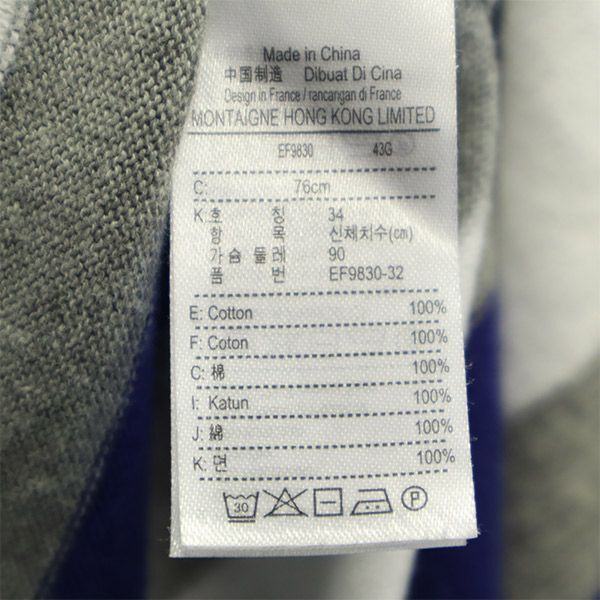 Made in China
中国制造 Dibuat Di Cina
Design in France / rancangan di France
MONTAIGNE HONG KONG LIMITED
EF9830 43G
C: 76cm
K: 호 칭 34
항 목 신체치수(cm)
가슴 둘레 90
품 번 EF9830-32
E: Cotton 100%
F: Coton 100%
C: 棉 100%
I: Katun 100%
J: 綿 100%
K: 면 100%
30 P